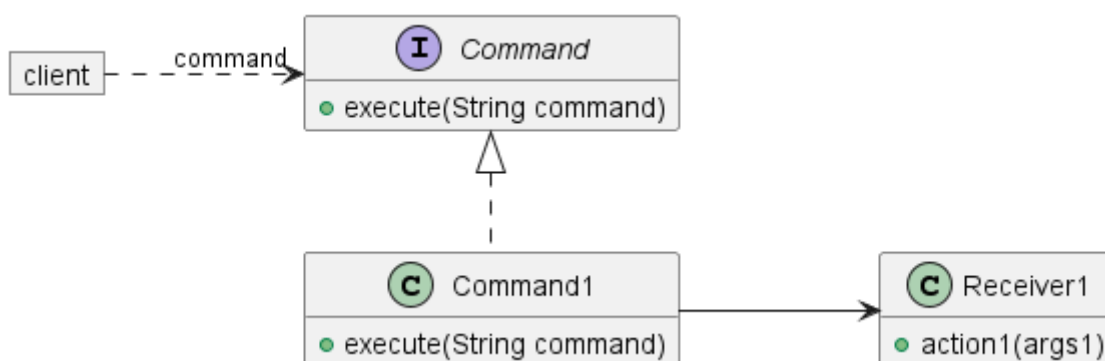 I Command
client
command
execute(String command)
C Command1
C Receiver1
execute(String command)
action1(args1)